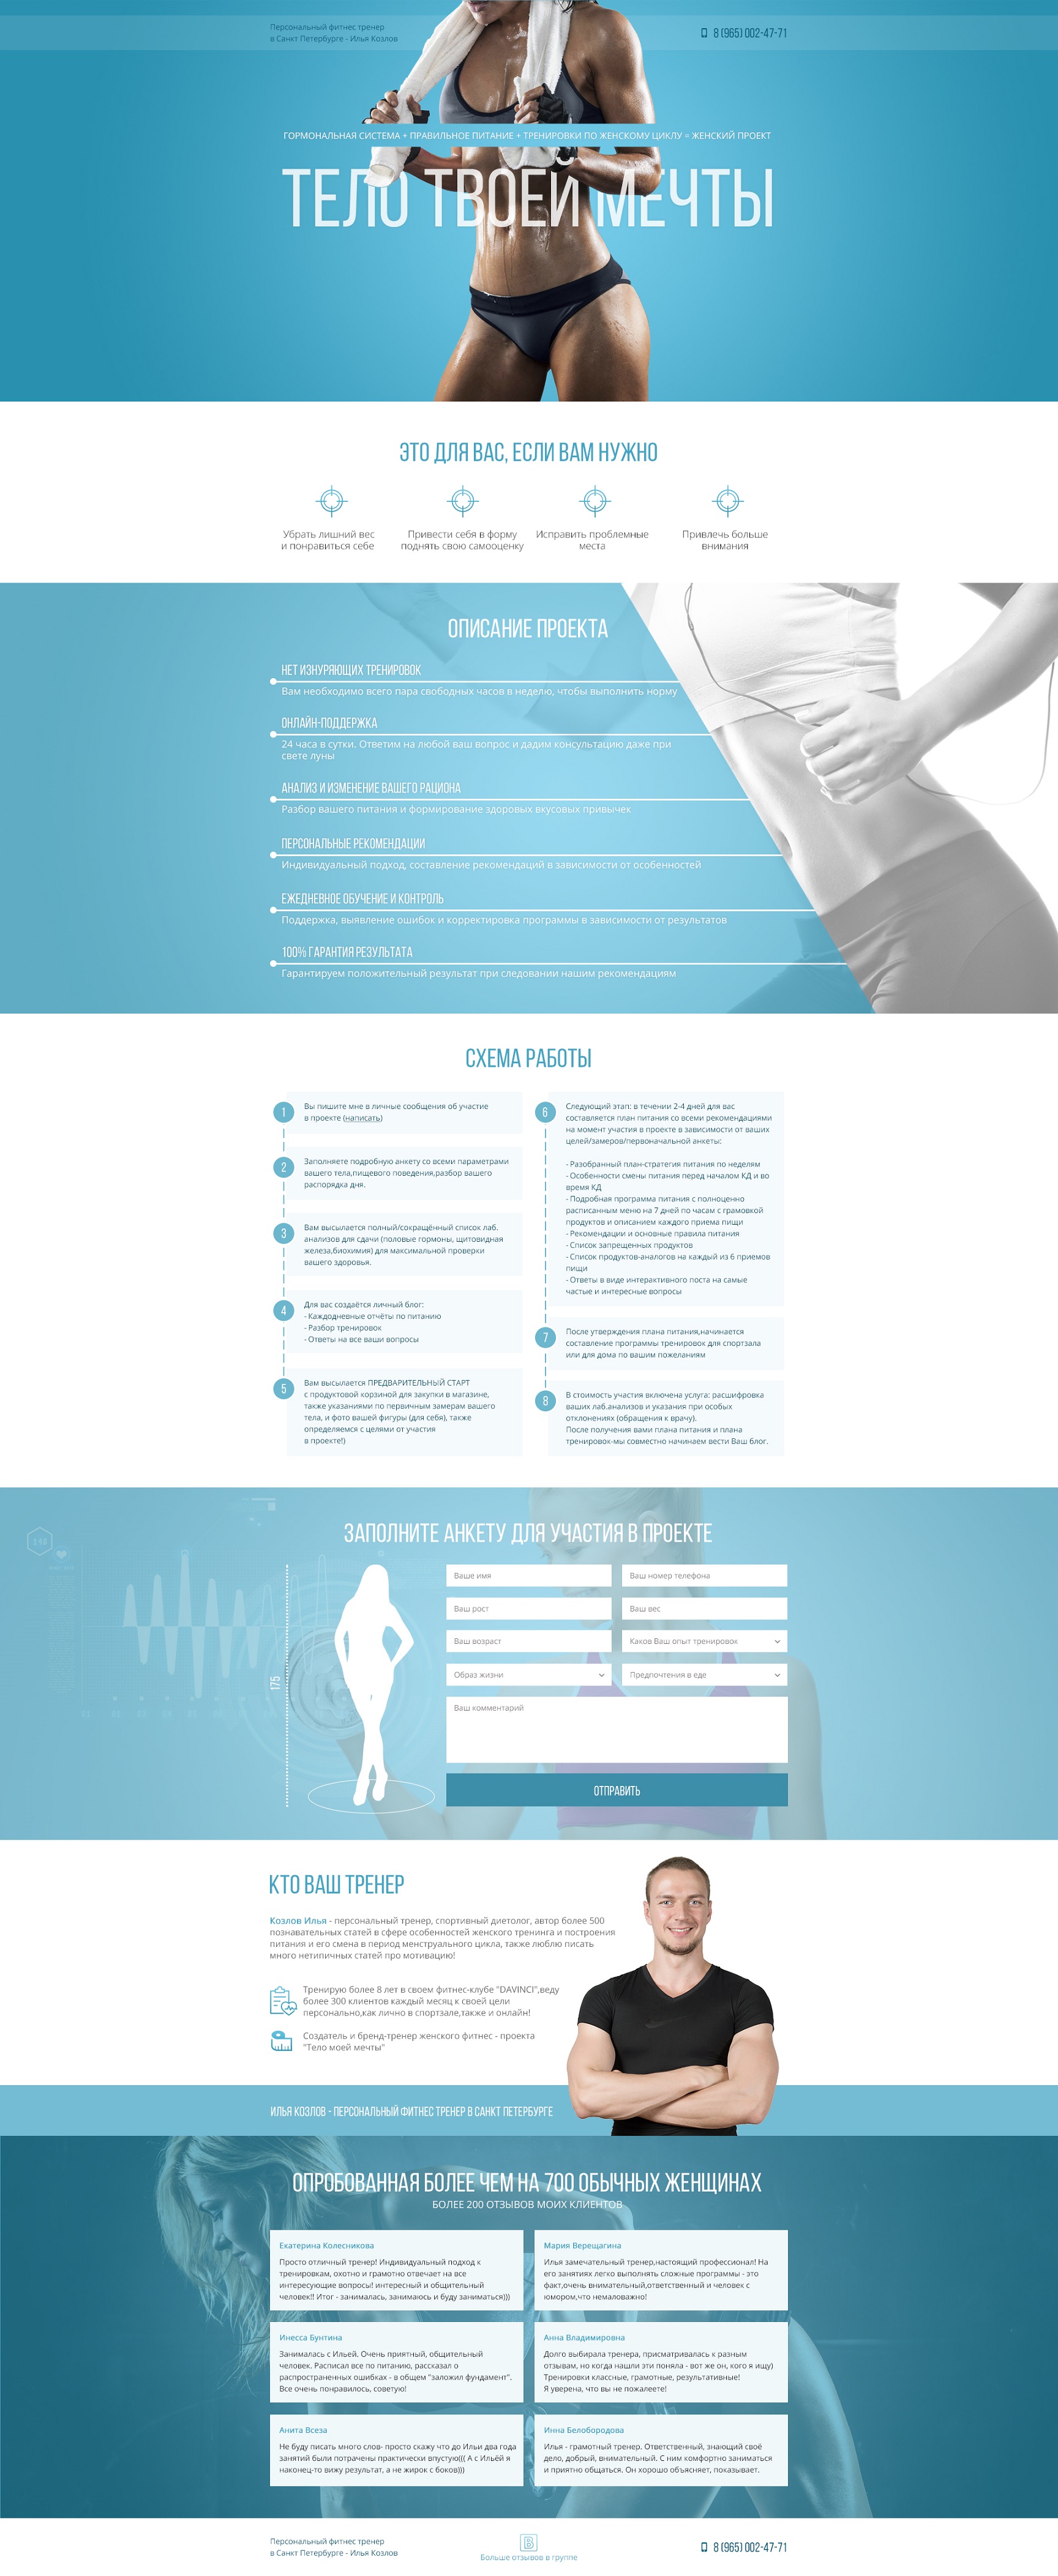 Персональный фитнес тренер
в Санкт Петербурге - Илья Козлов
8 (965) 002-47-71
ГОРМОНАЛЬНАЯ СИСТЕМА + ПРАВИЛЬНОЕ ПИТАНИЕ + ТРЕНИРОВКИ ПО ЖЕНСКОМУ ЦИКЛУ = ЖЕНСКИЙ ПРОЕКТ
ТЕЛО ТВОЕЙ МЕЧТЫ
ЭТО ДЛЯ ВАС, ЕСЛИ ВАМ НУЖНО
Убрать лишний вес
и понравиться себе
Привести себя в форму
поднять свою самооценку
Исправить проблемные
места
Привлечь больше
внимания
ОПИСАНИЕ ПРОЕКТА
НЕТ ИЗНУРЯЮЩИХ ТРЕНИРОВОК
Вам необходимо всего пара свободных часов в неделю, чтобы выполнить норму
ОНЛАЙН-ПОДДЕРЖКА
24 часа в сутки. Ответим на любой ваш вопрос и дадим консультацию даже при
свете луны
АНАЛИЗ И ИЗМЕНЕНИЕ ВАШЕГО РАЦИОНА
Разбор вашего питания и формирование здоровых вкусовых привычек
ПЕРСОНАЛЬНЫЕ РЕКОМЕНДАЦИИ
Индивидуальный подход, составление рекомендаций в зависимости от особенностей
ЕЖЕДНЕВНОЕ ОБУЧЕНИЕ И КОНТРОЛЬ
Поддержка, выявление ошибок и корректировка программы в зависимости от результатов
100% ГАРАНТИЯ РЕЗУЛЬТАТА
Гарантируем положительный результат при следовании нашим рекомендациям
СХЕМА РАБОТЫ
1
Вы пишите мне в личные сообщения об участие
в проекте (написать)
2
Заполняете подробную анкету со всеми параметрами
вашего тела,пищевого поведения,разбор вашего
распорядка дня.
3
Вам высылается полный/сокращённый список лаб.
анализов для сдачи (половые гормоны, щитовидная
железа,биохимия) для максимальной проверки
вашего здоровья.
4
Для вас создаётся личный блог:
- Каждодневные отчёты по питанию
- Разбор тренировок
- Ответы на все ваши вопросы
5
Вам высылается ПРЕДВАРИТЕЛЬНЫЙ СТАРТ
с продуктовой корзиной для закупки в магазине,
также указаниями по первичным замерам вашего
тела, и фото вашей фигуры (для себя), также
определяемся с целями от участия
в проекте!)
6
Следующий этап: в течении 2-4 дней для вас
составляется план питания со всеми рекомендациями
на момент участия в проекте в зависимости от ваших
целей/замеров/первоначальной анкеты:
- Разобранный план-стратегия питания по неделям
- Особенности смены питания перед началом КД и во
время КД
- Подробная программа питания с полноценно
расписанным меню на 7 дней по часам с грамовкой
продуктов и описанием каждого приема пищи
- Рекомендации и основные правила питания
- Список запрещенных продуктов
- Список продуктов-аналогов на каждый из 6 приемов
пищи
- Ответы в виде интерактивного поста на самые
частые и интересные вопросы
7
После утверждения плана питания,начинается
составление программы тренировок для спортзала
или для дома по вашим пожеланиям
8
В стоимость участия включена услуга: расшифровка
ваших лаб.анализов и указания при особых
отклонениях (обращения к врачу).
После получения вами плана питания и плана
тренировок-мы совместно начинаем вести Ваш блог.
ЗАПОЛНИТЕ АНКЕТУ ДЛЯ УЧАСТИЯ В ПРОЕКТЕ
148
175
Ваше имя
Ваш номер телефона
Ваш рост
Ваш вес
Ваш возраст
Каков Ваш опыт тренировок
Образ жизни
Предпочтения в еде
Ваш комментарий
ОТПРАВИТЬ
КТО ВАШ ТРЕНЕР
Козлов Илья - персональный тренер, спортивный диетолог, автор более 500
познавательных статей в сфере особенностей женского тренинга и построения
питания и его смена в период менструального цикла, также люблю писать
много нетипичных статей про мотивацию!
Тренирую более 8 лет в своем фитнес-клубе "DAVINCI",веду
более 300 клиентов каждый месяц к своей цели
персонально,как лично в спортзале,также и онлайн!
Создатель и бренд-тренер женского фитнес - проекта
"Тело моей мечты"
ИЛЬЯ КОЗЛОВ - ПЕРСОНАЛЬНЫЙ ФИТНЕС ТРЕНЕР В САНКТ ПЕТЕРБУРГЕ
ОПРОБОВАННАЯ БОЛЕЕ ЧЕМ НА 700 ОБЫЧНЫХ ЖЕНЩИНАХ
БОЛЕЕ 200 ОТЗЫВОВ МОИХ КЛИЕНТОВ
Екатерина Колесникова
Просто отличный тренер! Индивидуальный подход к
тренировкам, охотно и грамотно отвечает на все
интересующие вопросы! интересный и общительный
человек!! Итог - занималась, занимаюсь и буду заниматься)))
Мария Верещагина
Илья замечательный тренер,настоящий профессионал! На
его занятиях легко выполнять сложные программы - это
факт,очень внимательный,ответственный и человек с
юмором,что немаловажно!
Инесса Бунтина
Занималась с Ильей. Очень приятный, общительный
человек. Расписал все по питанию, рассказал о
распространенных ошибках - в общем "заложил фундамент".
Все очень понравилось, советую!
Анна Владимировна
Долго выбирала тренера, присматривалась к разным
отзывам, но когда нашли эти поняла - вот же он, кого я ищу)
Тренировки классные, грамотные, результативные!
Я уверена, что вы не пожалеете!
Анита Всеза
Не буду писать много слов- просто скажу что до Ильи два года
занятий были потрачены практически впустую((( А с Ильёй я
наконец-то вижу результат, а не жирок с боков)))
Инна Белобородова
Илья - грамотный тренер. Ответственный, знающий своё
дело, добрый, внимательный. С ним комфортно заниматься
и приятно общаться. Он хорошо объясняет, показывает.
Персональный фитнес тренер
в Санкт Петербурге - Илья Козлов
В
Больше отзывов в группе
8 (965) 002-47-71